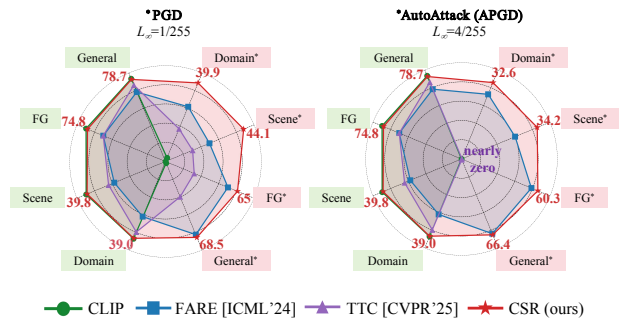 *PGD
L∞=1/255
General
Domain*
78.7
39.9
FG
Scene*
74.8
44.1
Scene
FG*
39.8
65
Domain
General*
39.0
68.5
*AutoAttack (APGD)
L∞=4/255
General
Domain*
78.7
32.6
FG
Scene*
74.8
34.2
nearly
zero
Scene
FG*
39.8
60.3
Domain
General*
39.0
66.4
CLIP FARE [ICML'24] TTC [CVPR'25] CSR (ours)